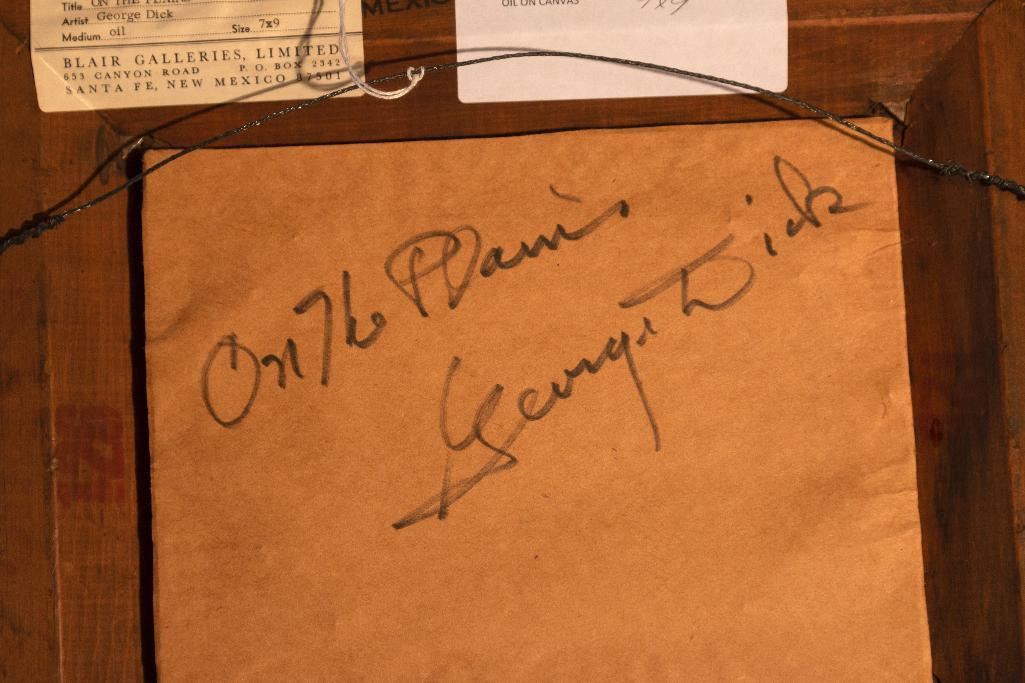 Title ON THE PLAINS
Artist George Dick
Medium oil Size 7x9
BLAIR GALLERIES, LIMITED
653 CANYON ROAD P. O. BOX 2342
SANTA FE, NEW MEXICO 87501
MEXIC
OIL ON CANVAS 7x9
On The Plains
George Dick